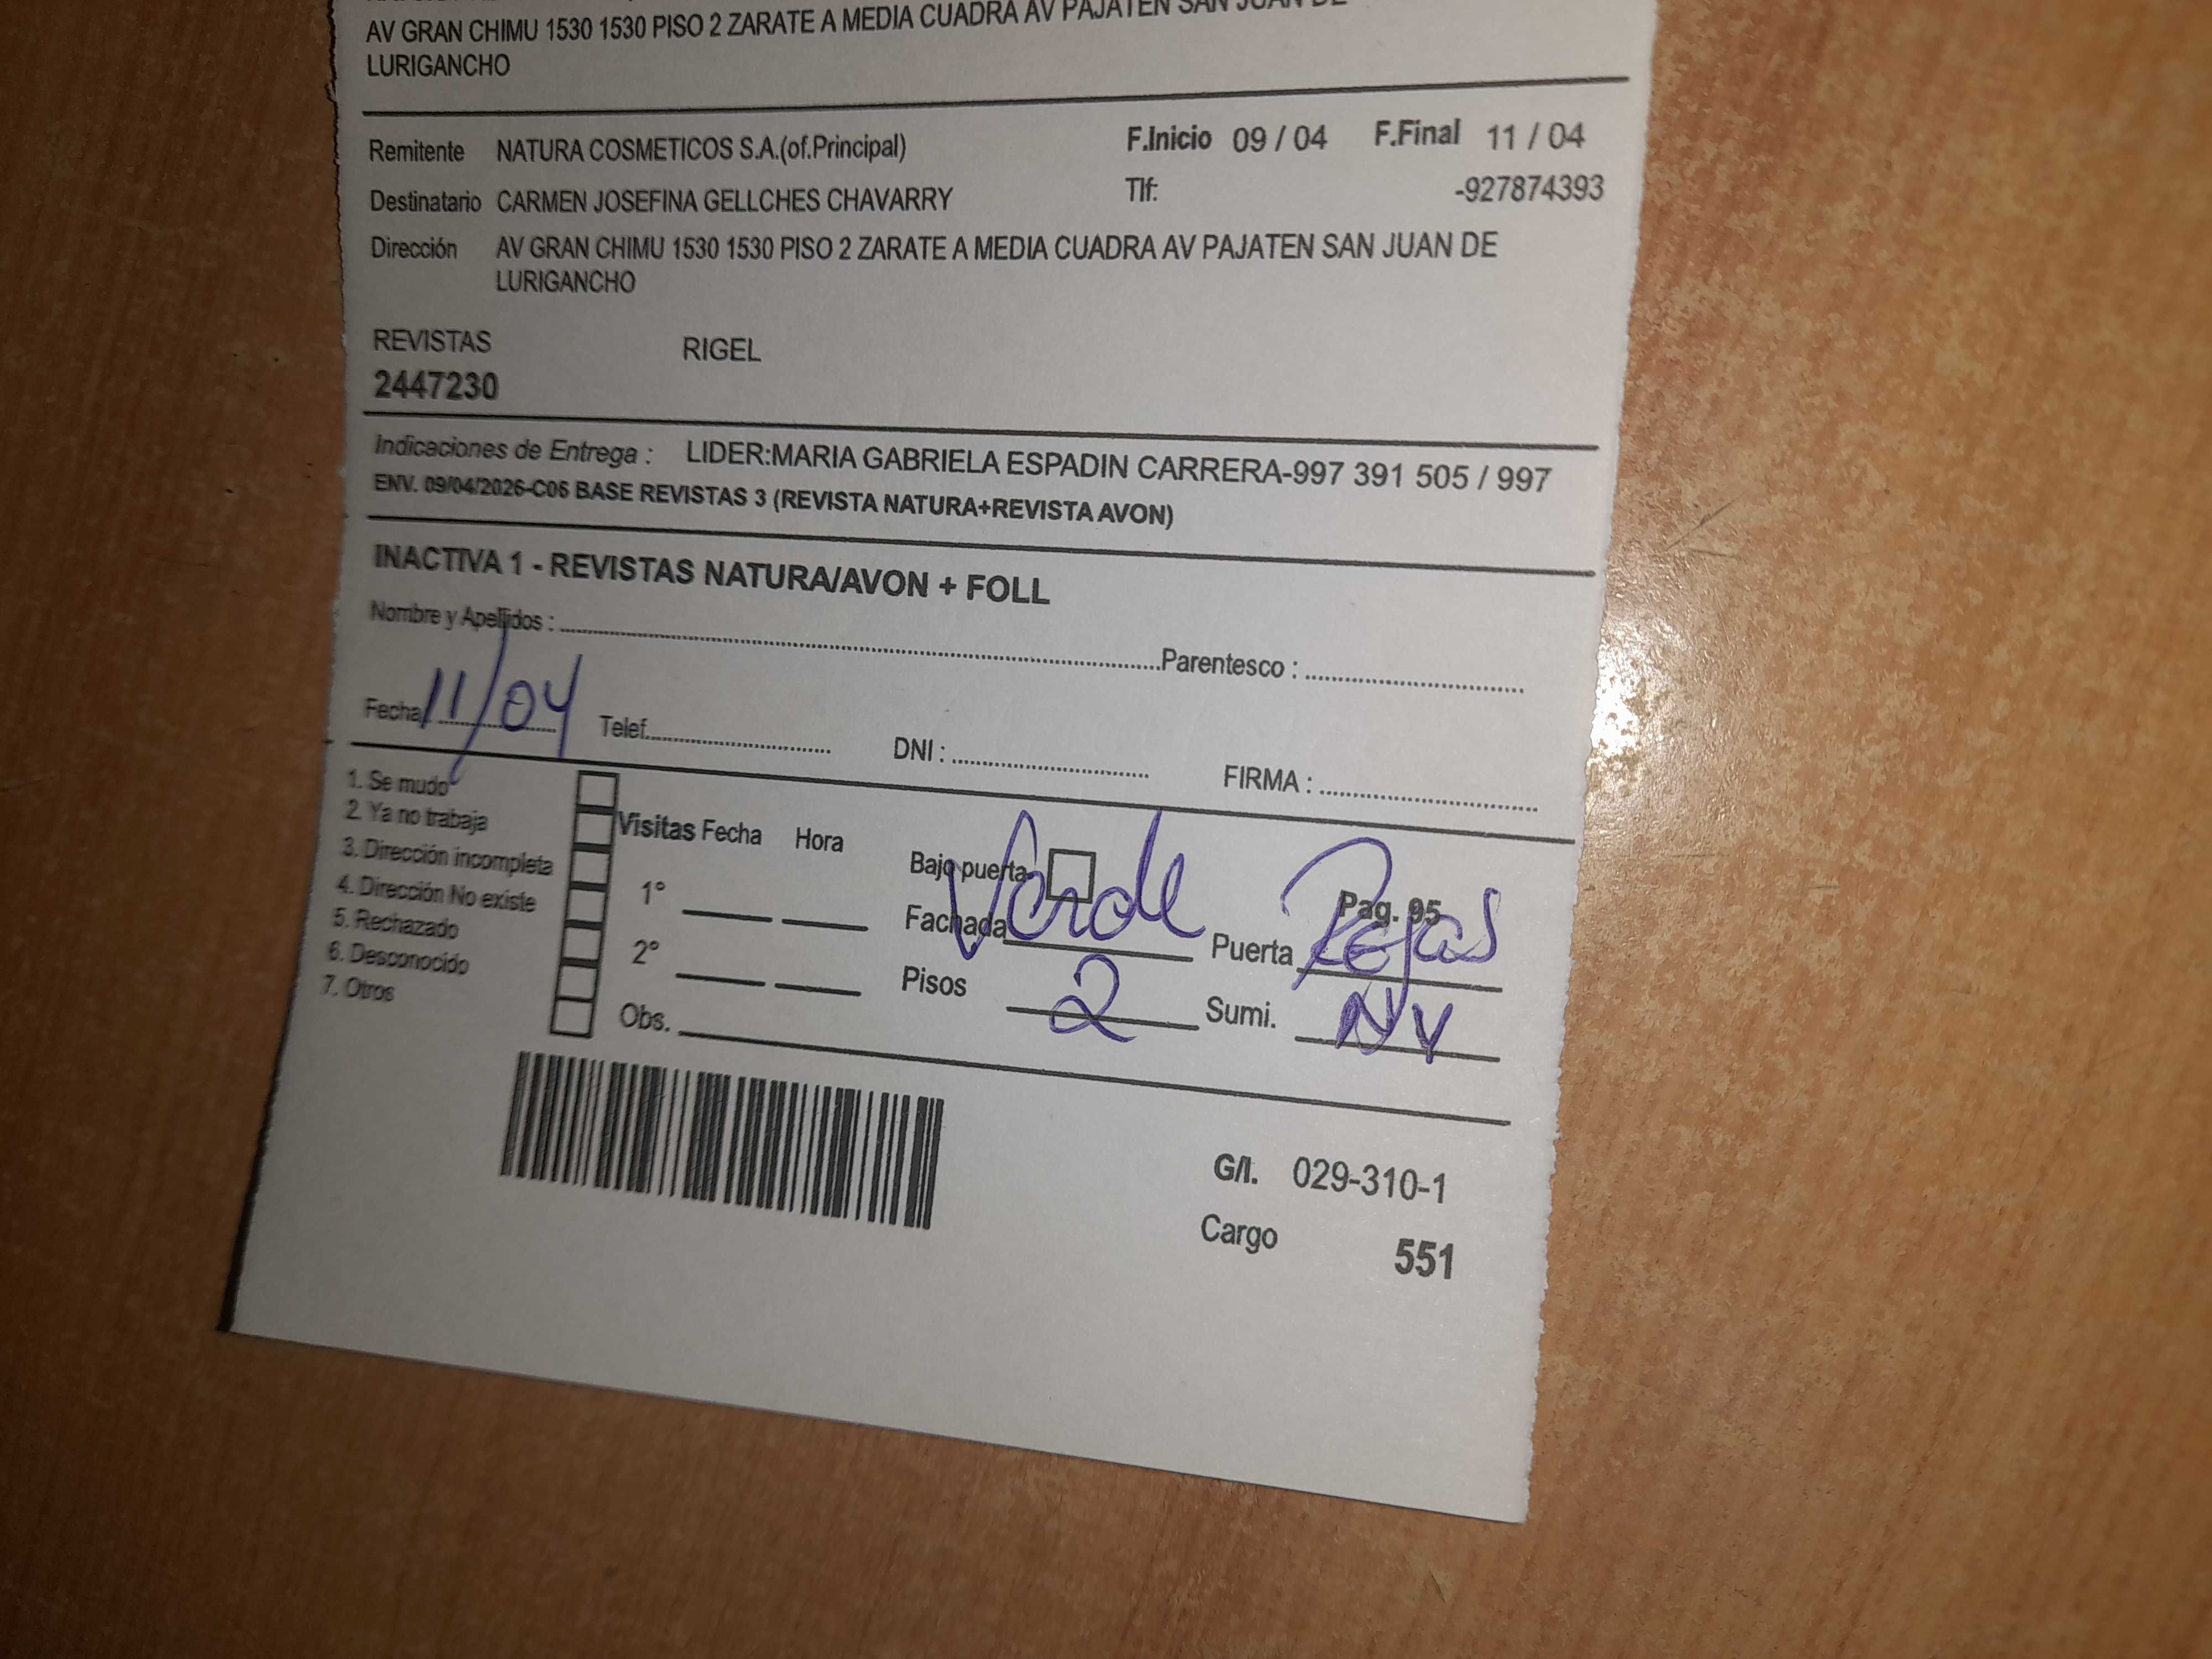 AV GRAN CHIMU 1530 1530 PISO 2 ZARATE A MEDIA CUADRA AV PAJATEN SAN JUAN DE
LURIGANCHO
Remitente NATURA COSMETICOS S.A.(of.Principal) F.Inicio 09 / 04 F.Final 11 / 04
Destinatario CARMEN JOSEFINA GELLCHES CHAVARRY Tlf: -927874393
Dirección AV GRAN CHIMU 1530 1530 PISO 2 ZARATE A MEDIA CUADRA AV PAJATEN SAN JUAN DE
LURIGANCHO
REVISTAS RIGEL
2447230
Indicaciones de Entrega : LIDER:MARIA GABRIELA ESPADIN CARRERA-997 391 505 / 997
ENV. 09/04/2026-C06 BASE REVISTAS 3 (REVISTA NATURA+REVISTA AVON)
INACTIVA 1 - REVISTAS NATURA/AVON + FOLL
Nombre y Apellidos : Parentesco :
Fecha 11/04 Telef. DNI : FIRMA :
1. Se mudo
2. Ya no trabaja
3. Dirección incompleta
4. Dirección No existe
5. Rechazado
6. Desconocido
7. Otros
Visitas Fecha Hora
1°
2°
Obs.
Bajo puerta Pag. 95
Fachada Verde Puerta Rejas
Pisos 2 Sumi. NV
G/I. 029-310-1
Cargo 551